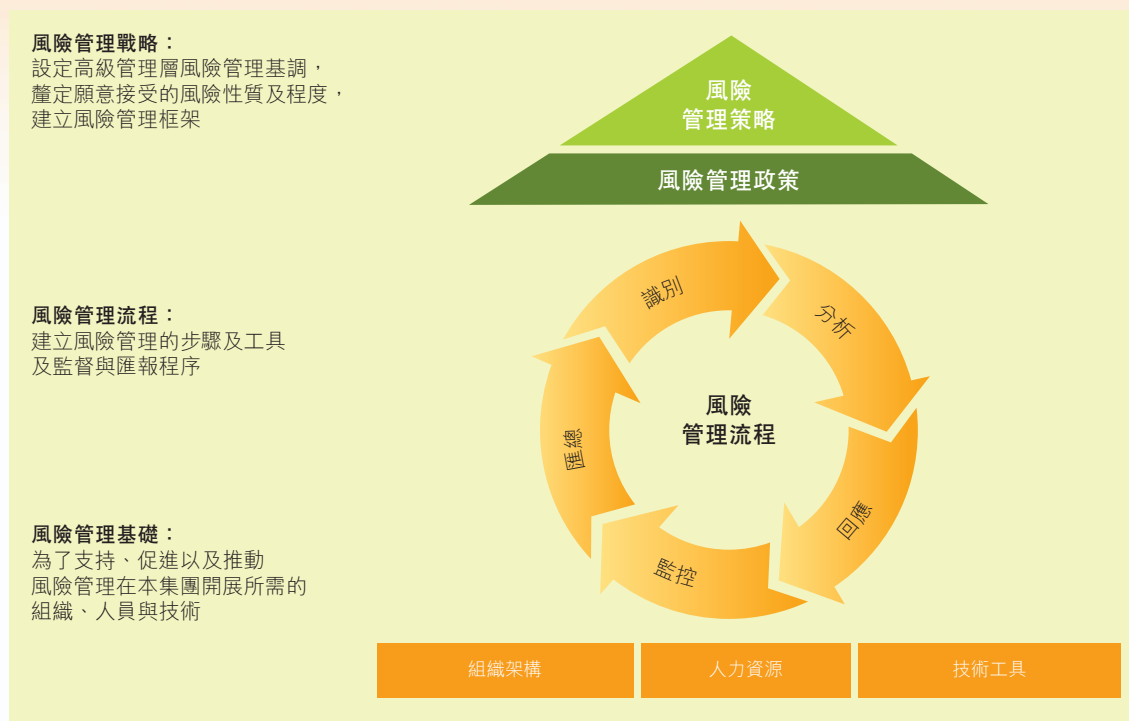 風險管理戰略：
設定高級管理層風險管理基調，
釐定願意接受的風險性質及程度，
建立風險管理框架
風險
管理策略
風險管理政策
風險管理流程：
建立風險管理的步驟及工具
及監督與匯報程序
識別
分析
回應
監控
匯總
風險
管理流程
風險管理基礎：
為了支持、促進以及推動
風險管理在本集團開展所需的
組織、人員與技術
組織架構
人力資源
技術工具